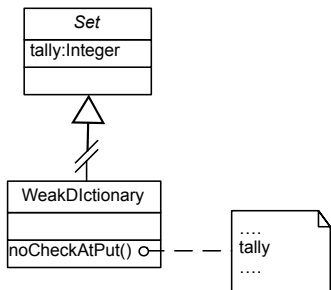 Set
tally:Integer
WeakDIctionary
noCheckAtPut()
....
tally
....